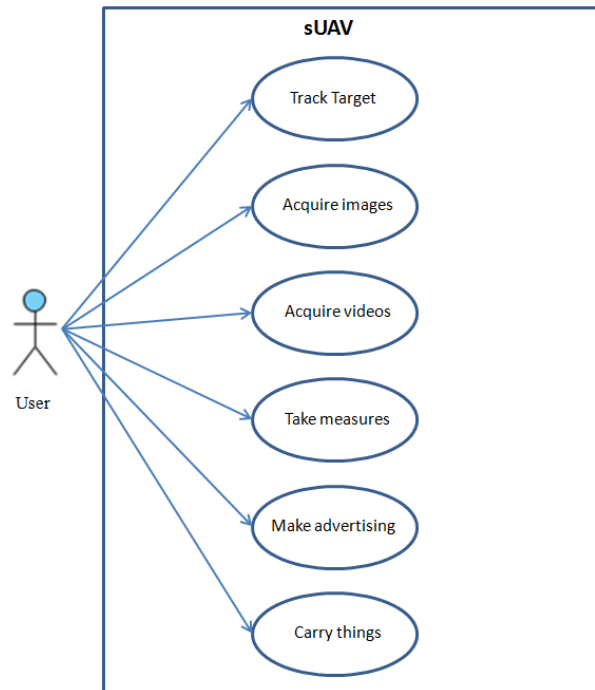 sUAV
Track Target
Acquire images
Acquire videos
Take measures
Make advertising
Carry things
User